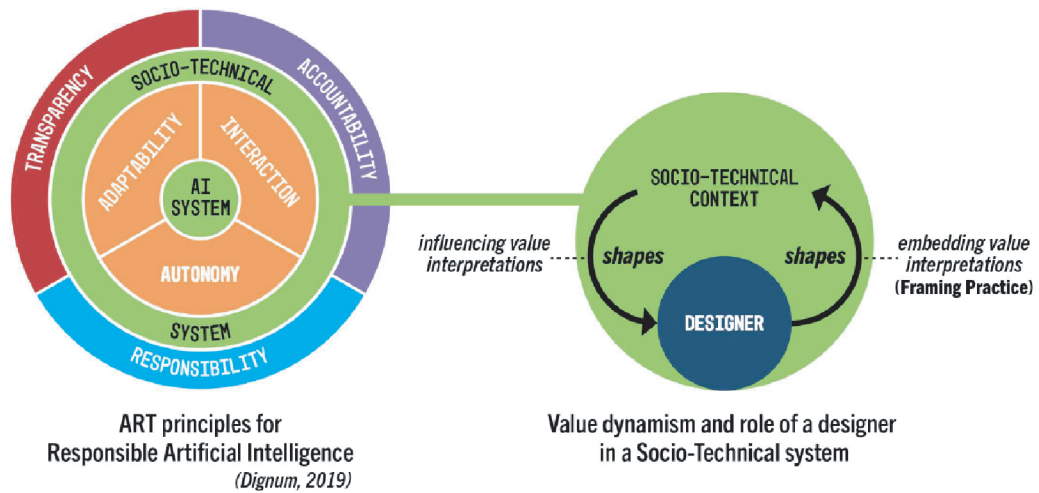 TRANSPARENCY
ACCOUNTABILITY
RESPONSIBILITY
SOCIO-TECHNICAL
SYSTEM
ADAPTABILITY
INTERACTION
AUTONOMY
AI
SYSTEM
ART principles for
Responsible Artificial Intelligence
(Dignum, 2019)
SOCIO-TECHNICAL
CONTEXT
influencing value
interpretations
shapes
shapes
embedding value
interpretations
(Framing Practice)
DESIGNER
Value dynamism and role of a designer
in a Socio-Technical system